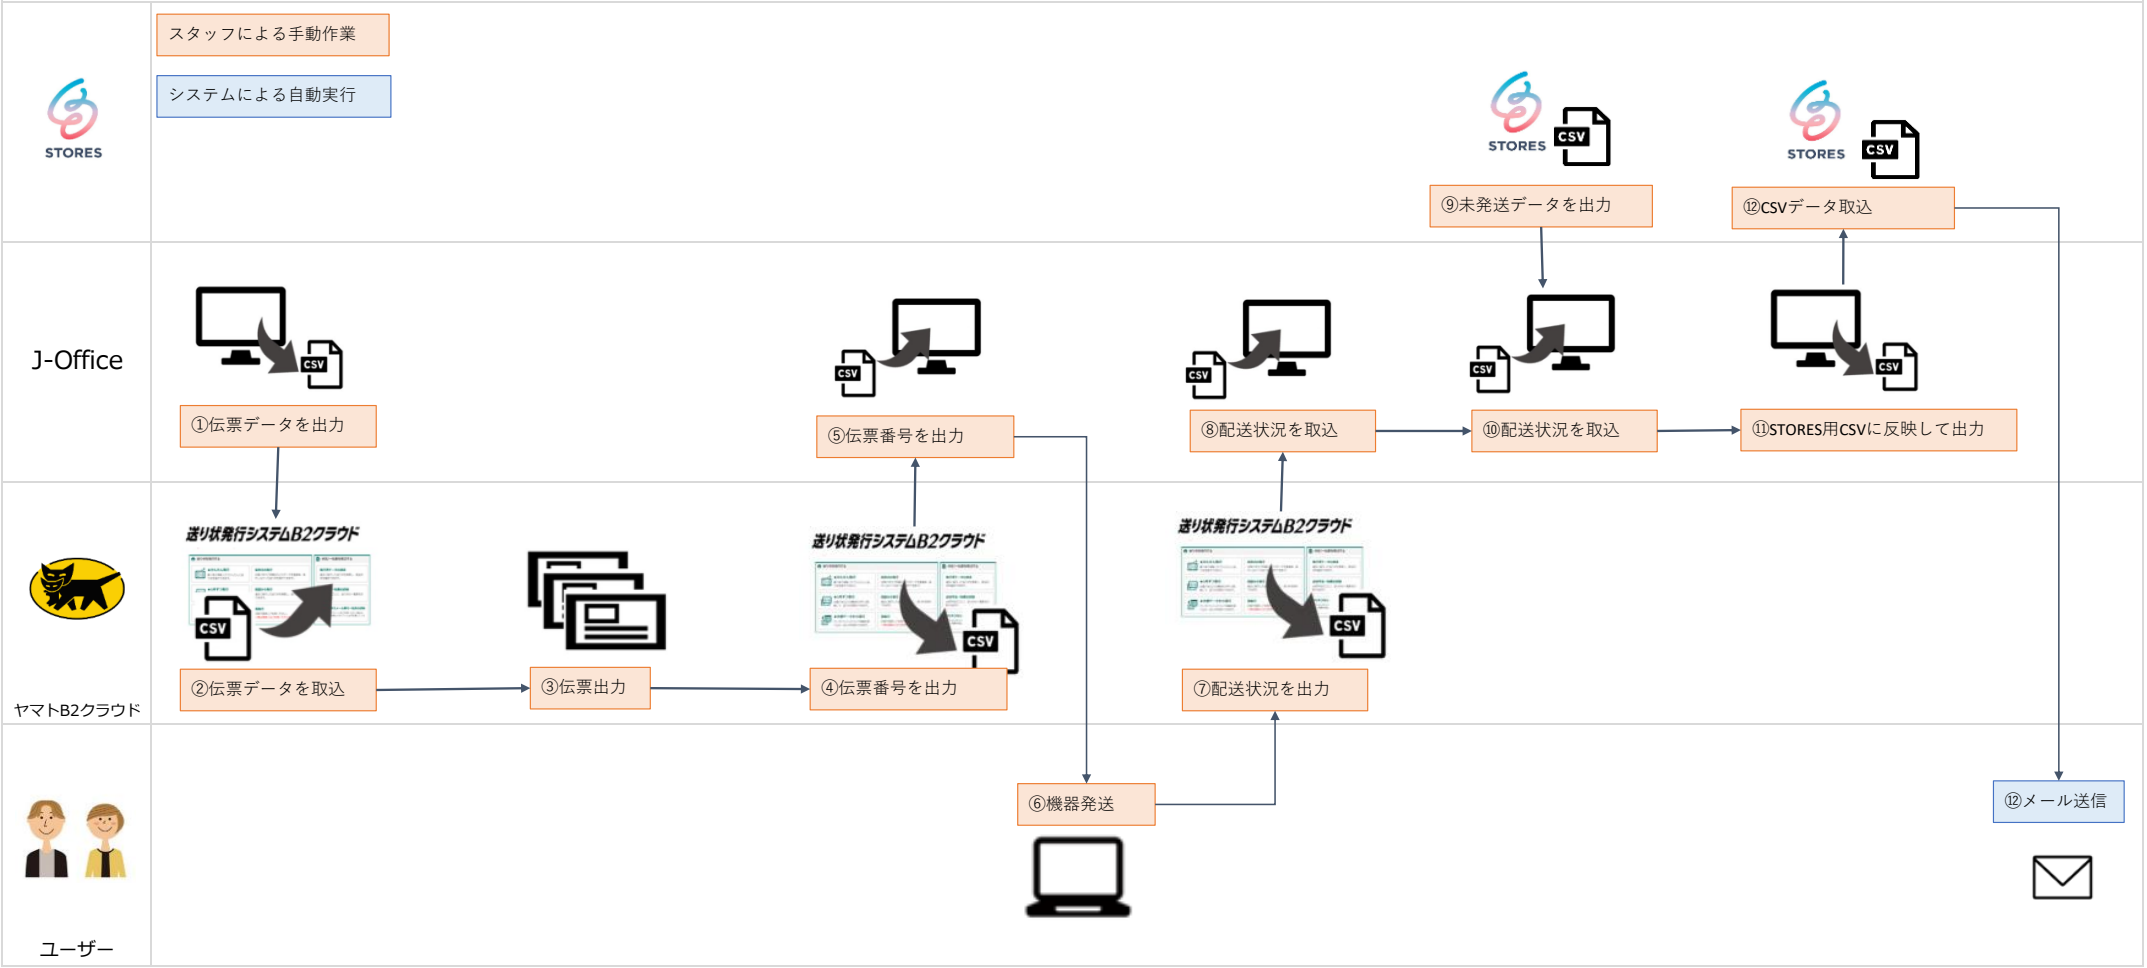 スタッフによる手動作業
システムによる自動実行
STORES
STORES
CSV
STORES
CSV
⑨未発送データを出力
⑫CSVデータ取込
J-Office
CSV
CSV
CSV
CSV
CSV
①伝票データを出力
⑤伝票番号を出力
⑧配送状況を取込
⑩配送状況を取込
⑪STORES用CSVに反映して出力
送り状発行システムB2クラウド
送り状発行システムB2クラウド
送り状発行システムB2クラウド
CSV
CSV
CSV
②伝票データを取込
③伝票出力
④伝票番号を出力
⑦配送状況を出力
ヤマトB2クラウド
⑥機器発送
⑫メール送信
ユーザー